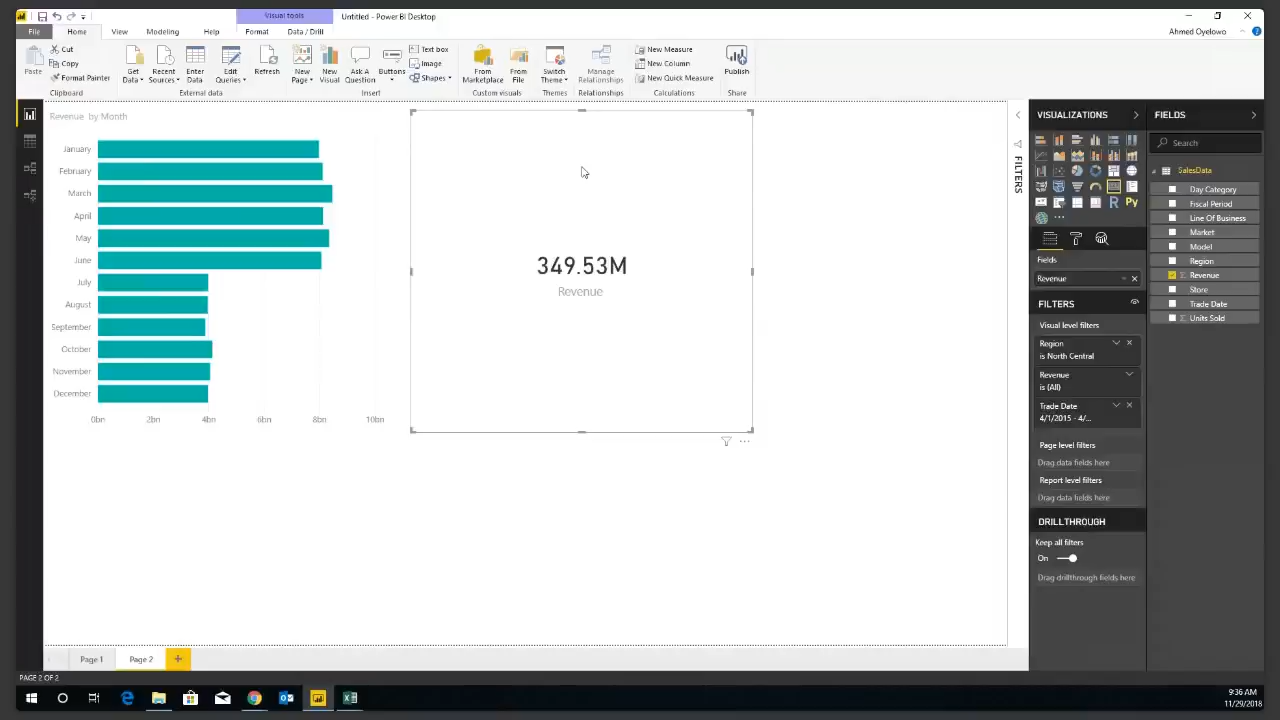 Visual tools
Untitled - Power BI Desktop
File
Home
View
Modeling
Help
Format
Data / Drill
Ahmed Oyelowo
Paste
Cut
Copy
Format Painter
Clipboard
Get Data
Recent Sources
Enter Data
Edit Queries
Refresh
External data
New Page
New Visual
Ask A Question
Buttons
Text box
Image
Shapes
Insert
From Marketplace
From File
Custom visuals
Switch Theme
Themes
Manage Relationships
Relationships
New Measure
New Column
New Quick Measure
Calculations
Publish
Share
Revenue by Month
January
February
March
April
May
June
July
August
September
October
November
December
0bn 2bn 4bn 6bn 8bn 10bn
349.53M
Revenue
FILTERS
VISUALIZATIONS
R
Py
Fields
Revenue
FILTERS
Visual level filters
Region
is North Central
Revenue
is (All)
Trade Date
4/1/2015 - 4/...
Page level filters
Drag data fields here
Report level filters
Drag data fields here
DRILLTHROUGH
Keep all filters
On
Drag drillthrough fields here
FIELDS
Search
SalesData
Day Category
Fiscal Period
Line Of Business
Market
Model
Region
Σ Revenue
Store
Trade Date
Σ Units Sold
Page 1
Page 2
+
PAGE 2 OF 2
9:36 AM
11/29/2018